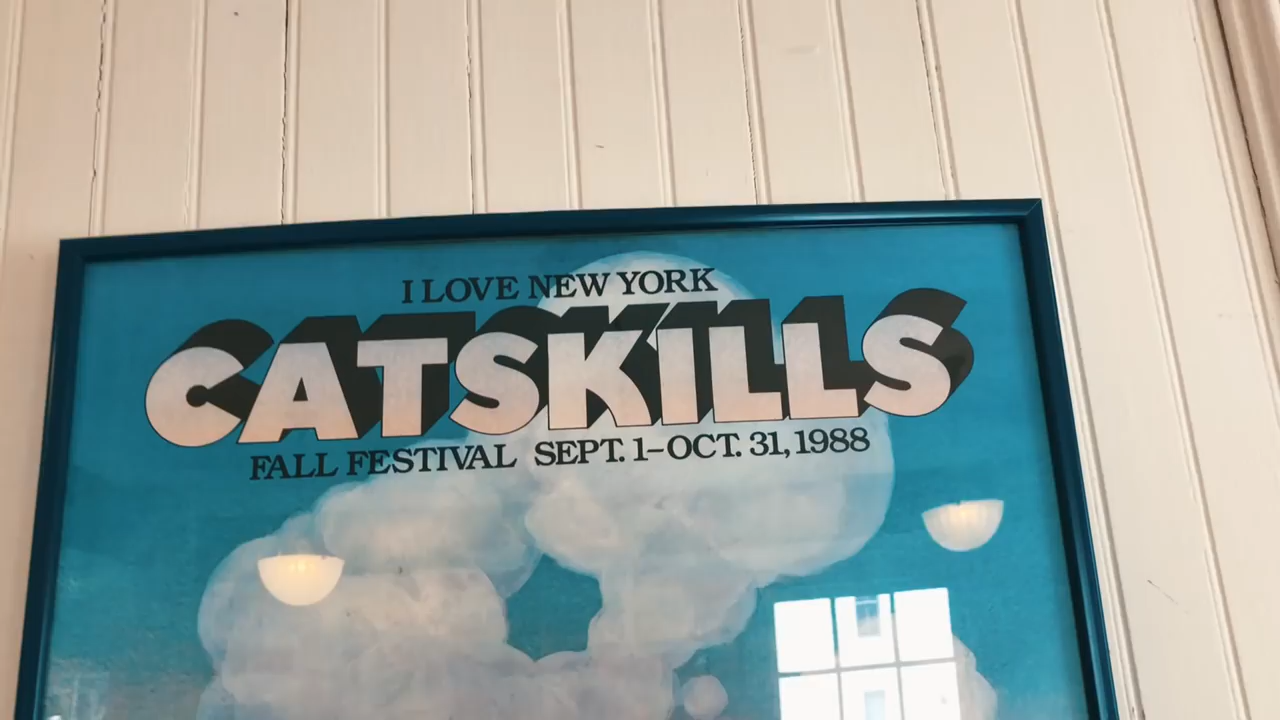 I LOVE NEW YORK
CATSKILLS
FALL FESTIVAL SEPT. 1–OCT. 31, 1988